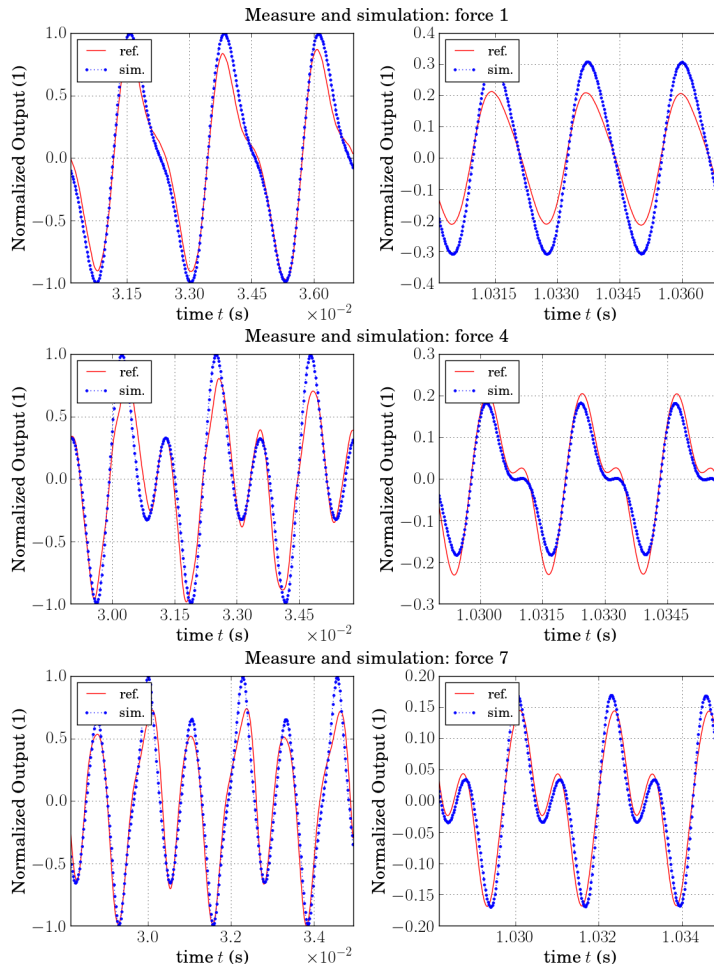 Measure and simulation: force 1
Normalized Output (1)
1.0
0.5
0.0
−0.5
−1.0
ref.
sim.
3.15
3.30
3.45
3.60
×10−2
time t (s)
Normalized Output (1)
0.4
0.3
0.2
0.1
0.0
−0.1
−0.2
−0.3
−0.4
ref.
sim.
1.0315
1.0330
1.0345
1.0360
time t (s)
Measure and simulation: force 4
Normalized Output (1)
1.0
0.5
0.0
−0.5
−1.0
ref.
sim.
3.00
3.15
3.30
3.45
×10−2
time t (s)
Normalized Output (1)
0.3
0.2
0.1
0.0
−0.1
−0.2
−0.3
ref.
sim.
1.0300
1.0315
1.0330
1.0345
time t (s)
Measure and simulation: force 7
Normalized Output (1)
1.0
0.5
0.0
−0.5
−1.0
ref.
sim.
3.0
3.2
3.4
×10−2
time t (s)
Normalized Output (1)
0.20
0.15
0.10
0.05
0.00
−0.05
−0.10
−0.15
−0.20
ref.
sim.
1.030
1.032
1.034
time t (s)